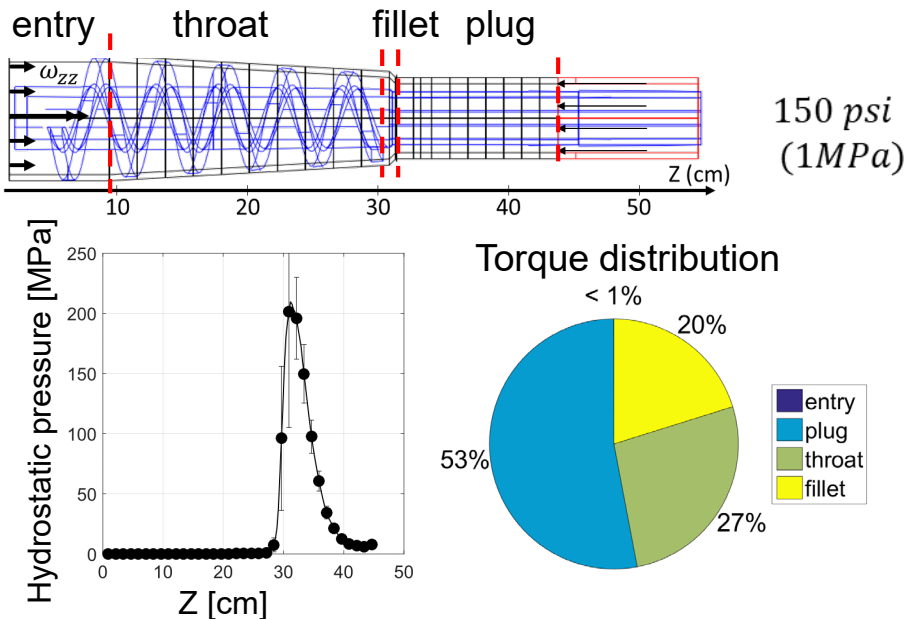 entry throat fillet plug
ω_zz
150 psi
(1MPa)
Z (cm)
10 20 30 40 50
Hydrostatic pressure [MPa]
250
200
150
100
50
0
0 10 20 30 40 50
Z [cm]
Torque distribution
< 1%
20%
53%
27%
entry
plug
throat
fillet